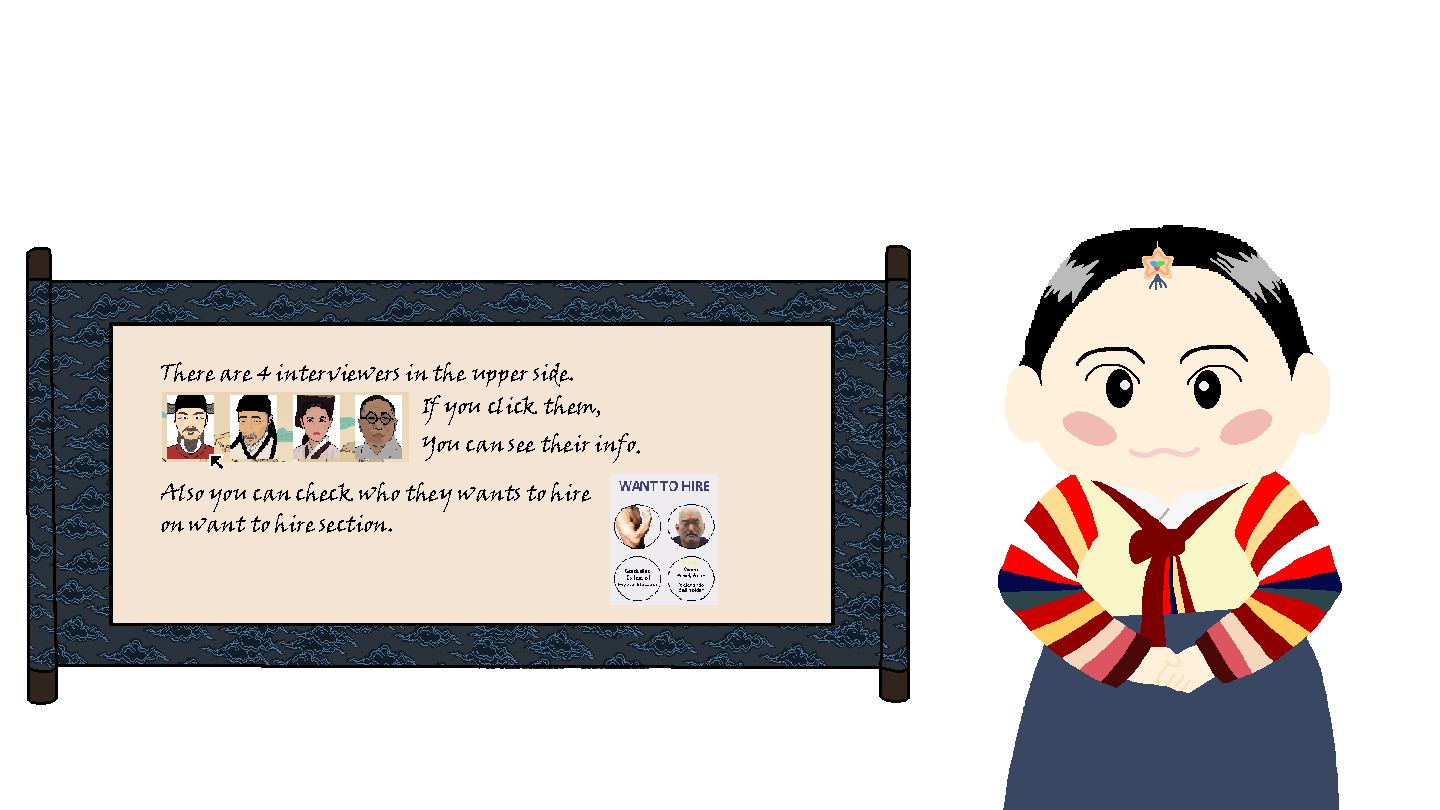 There are 4 interviewers in the upper side.
If you click them,
You can see their info.
Also you can check who they wants to hire
on want to hire section.
WANT TO HIRE